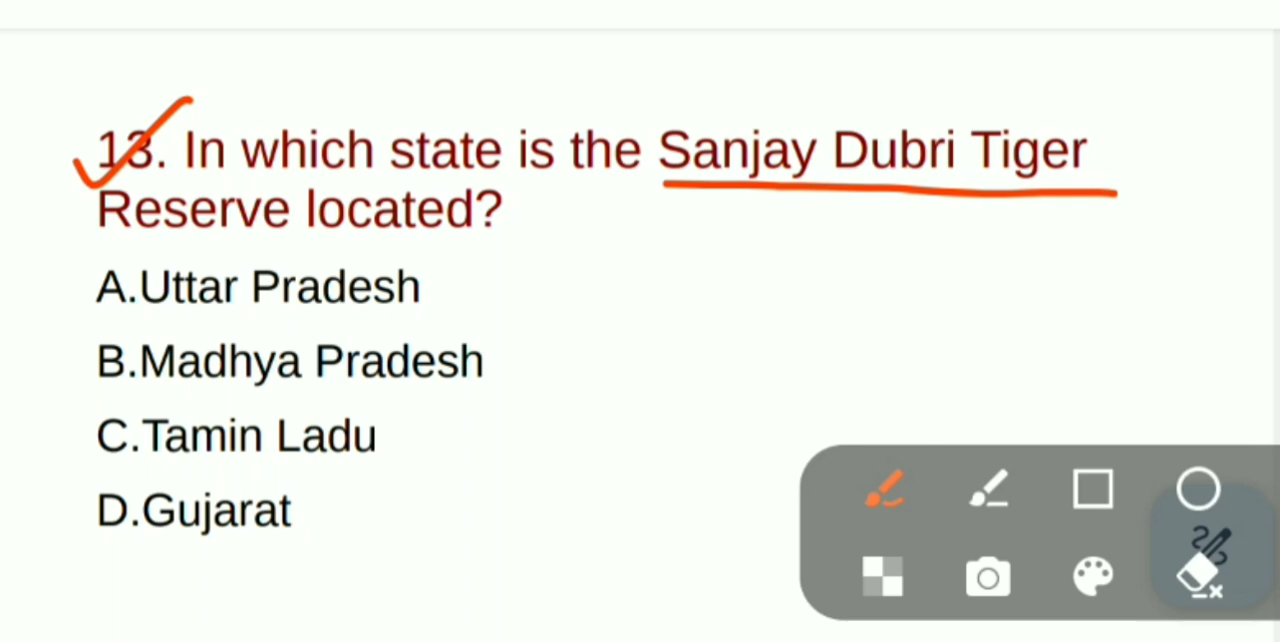 13. In which state is the Sanjay Dubri Tiger
Reserve located?
A.Uttar Pradesh
B.Madhya Pradesh
C.Tamin Ladu
D.Gujarat